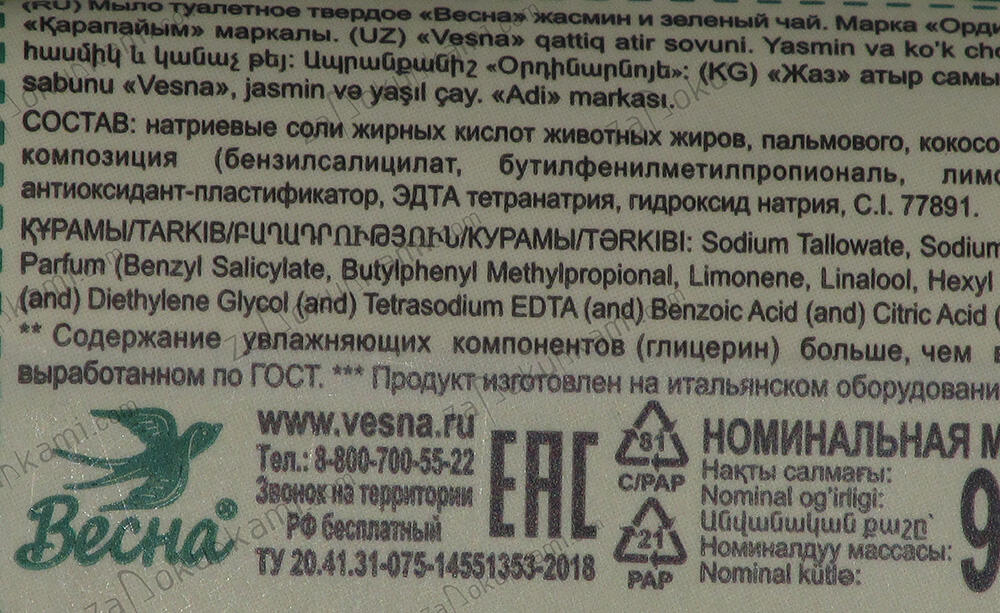 (RU) Мыло туалетное твердое «Весна» жасмин и зеленый чай. Марка «Орди
«Қарапайым» маркалы. (UZ) «Vesna» qattiq atir sovuni. Yasmin va ko'k cho
հասմիկ և կանաչ թեյ: Ապրանքանիշ «Օրդինարնոյե»: (KG) «Жаз» атыр самы
sabunu «Vesna», jasmin və yaşıl çay. «Adi» markası.
СОСТАВ: натриевые соли жирных кислот животных жиров, пальмового, кокосо
композиция (бензилсалицилат, бутилфенилметилпропиональ, лимо
антиоксидант-пластификатор, ЭДТА тетранатрия, гидроксид натрия, C.I. 77891.
ҚҰРАМЫ/TARKIB/ԲԱՂԱԴՐՈՒԹՅՈՒՆ/КУРАМЫ/TƏRKIBI: Sodium Tallowate, Sodium
Parfum (Benzyl Salicylate, Butylphenyl Methylpropional, Limonene, Linalool, Hexyl
(and) Diethylene Glycol (and) Tetrasodium EDTA (and) Benzoic Acid (and) Citric Acid (
** Содержание увлажняющих компонентов (глицерин) больше, чем в
выработанном по ГОСТ. *** Продукт изготовлен на итальянском оборудовани
Весна®
www.vesna.ru
Тел.: 8-800-700-55-22
Звонок на территории
РФ бесплатный
ТУ 20.41.31-075-14551353-2018
EAC
81
C/PAP
21
PAP
НОМИНАЛЬНАЯ М
Нақты салмағы:
Nominal og'irligi:
Անվանական քաշը՝
Номиналдуу массасы:
Nominal kütlə:
9